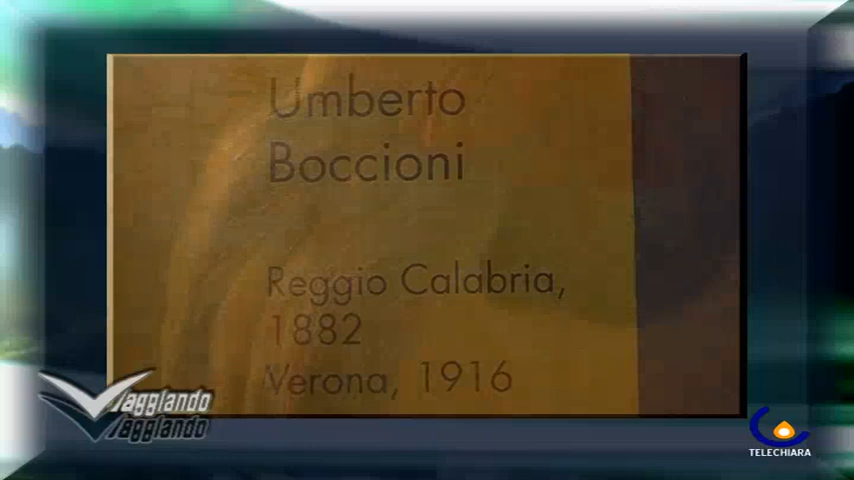 Umberto
Boccioni
Reggio Calabria,
1882
Verona, 1916
Viaggiando
Viaggiando
TELECHIARA